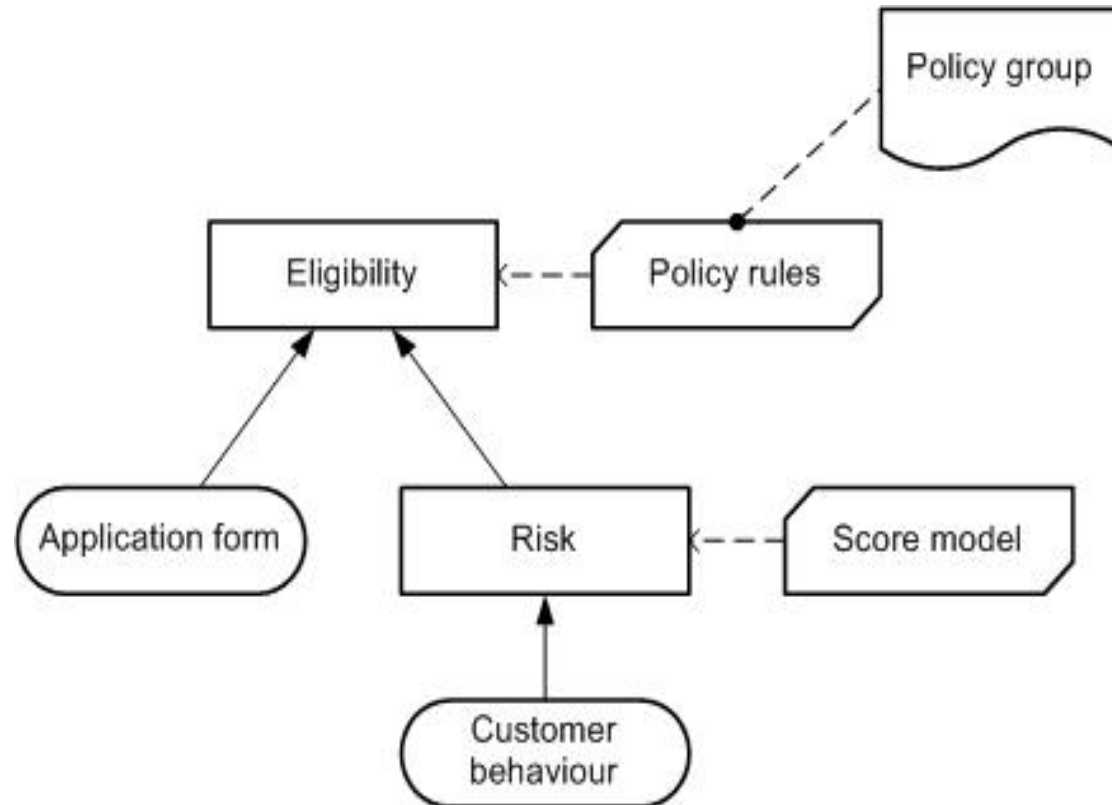 Policy group
Eligibility
Policy rules
Application form
Risk
Score model
Customer
behaviour